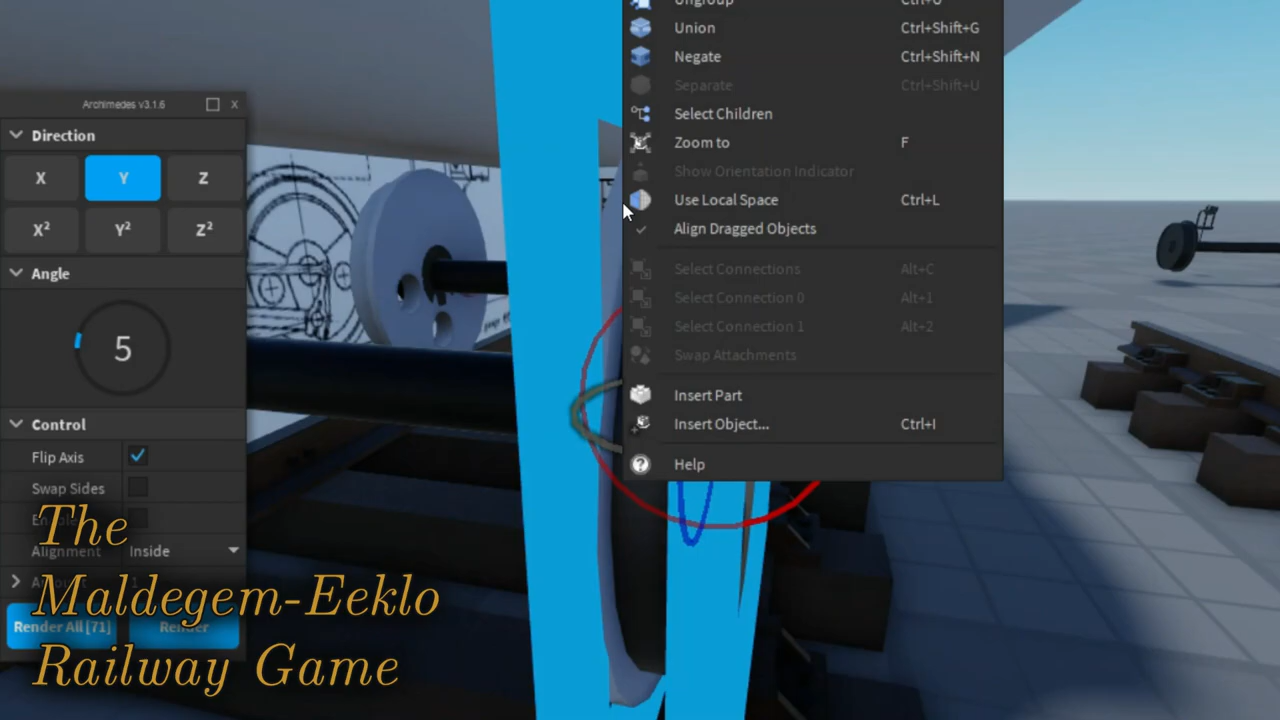 Archimedes v3.1.6
Direction
X Y Z
X² Y² Z²
Angle
5
Control
Flip Axis
Swap Sides
Alignment Inside
Render All [71] Render
Ungroup
Union Ctrl+Shift+G
Negate Ctrl+Shift+N
Separate Ctrl+Shift+U
Select Children
Zoom to F
Show Orientation Indicator
Use Local Space Ctrl+L
Align Dragged Objects
Select Connections Alt+C
Select Connection 0 Alt+1
Select Connection 1 Alt+2
Swap Attachments
Insert Part
Insert Object... Ctrl+I
Help
The
Maldegem-Eeklo
Railway Game